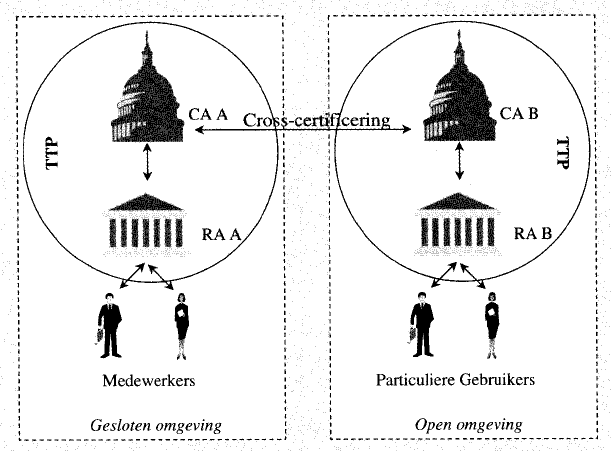 CA A
Cross-certificering
CA B
TTP
TTP
RA A
RA B
Medewerkers
Particuliere Gebruikers
Gesloten omgeving
Open omgeving